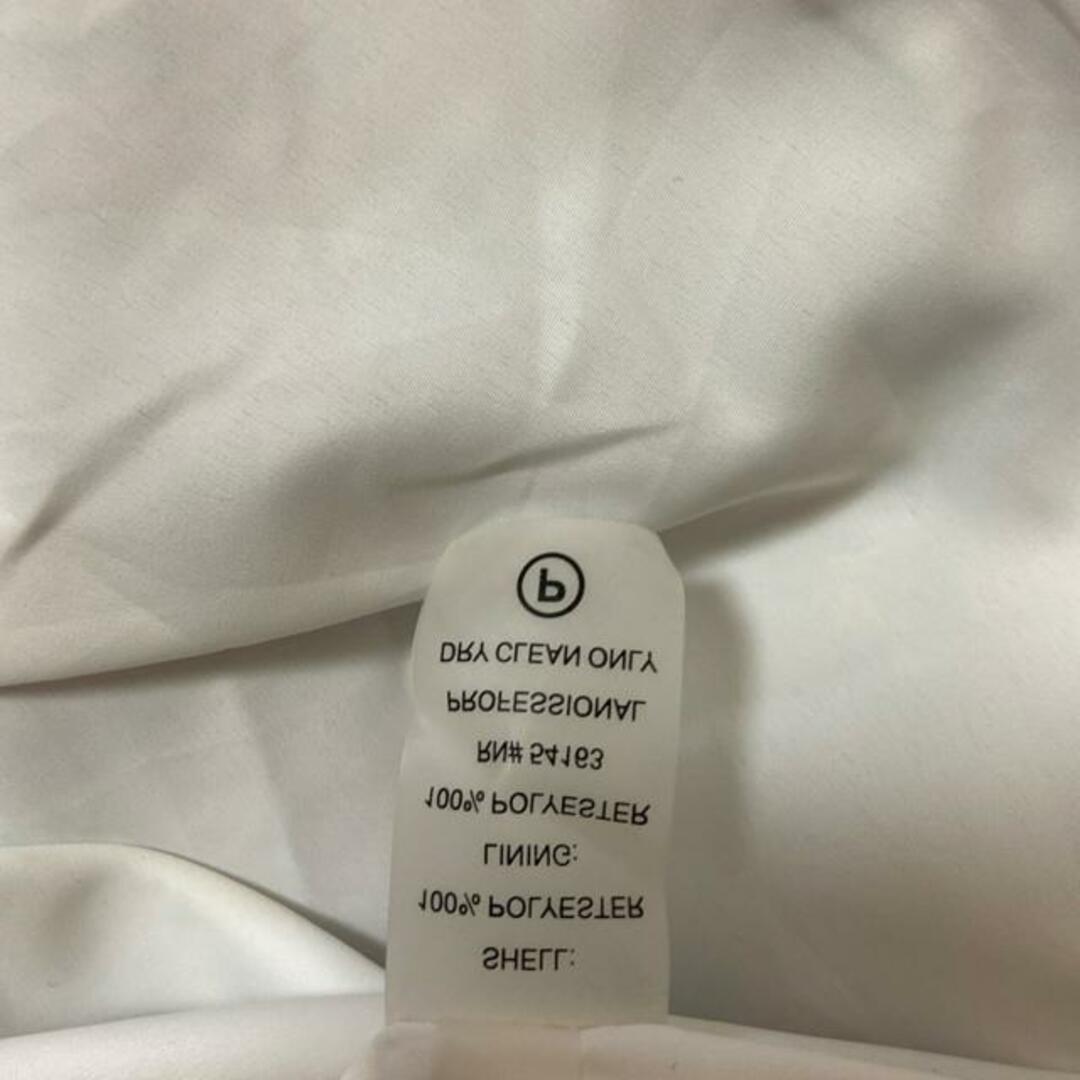 SHELL:
100% POLYESTER
LINING:
100% POLYESTER
RN# 54163
PROFESSIONAL
DRY CLEAN ONLY
P